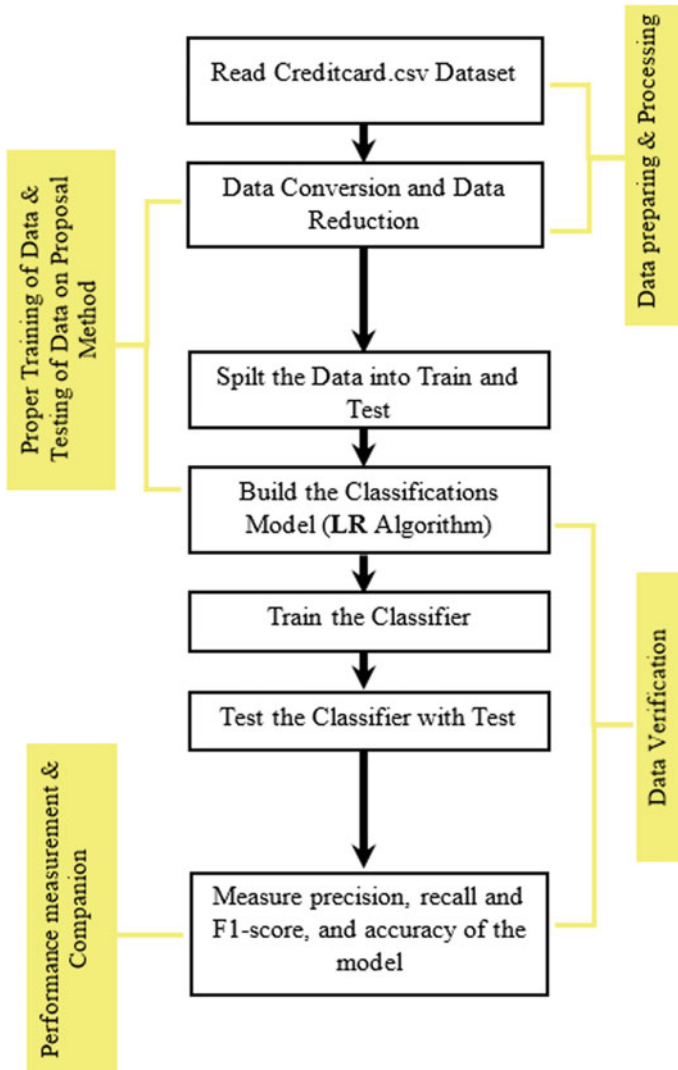 Read Creditcard.csv Dataset
Data preparing & Processing
Data Conversion and Data
Reduction
Proper Training of Data &
Testing of Data on Proposal
Method
Spilt the Data into Train and
Test
Build the Classifications
Model (LR Algorithm)
Train the Classifier
Test the Classifier with Test
Data Verification
Performance measurement &
Companion
Measure precision, recall and
F1-score, and accuracy of the
model